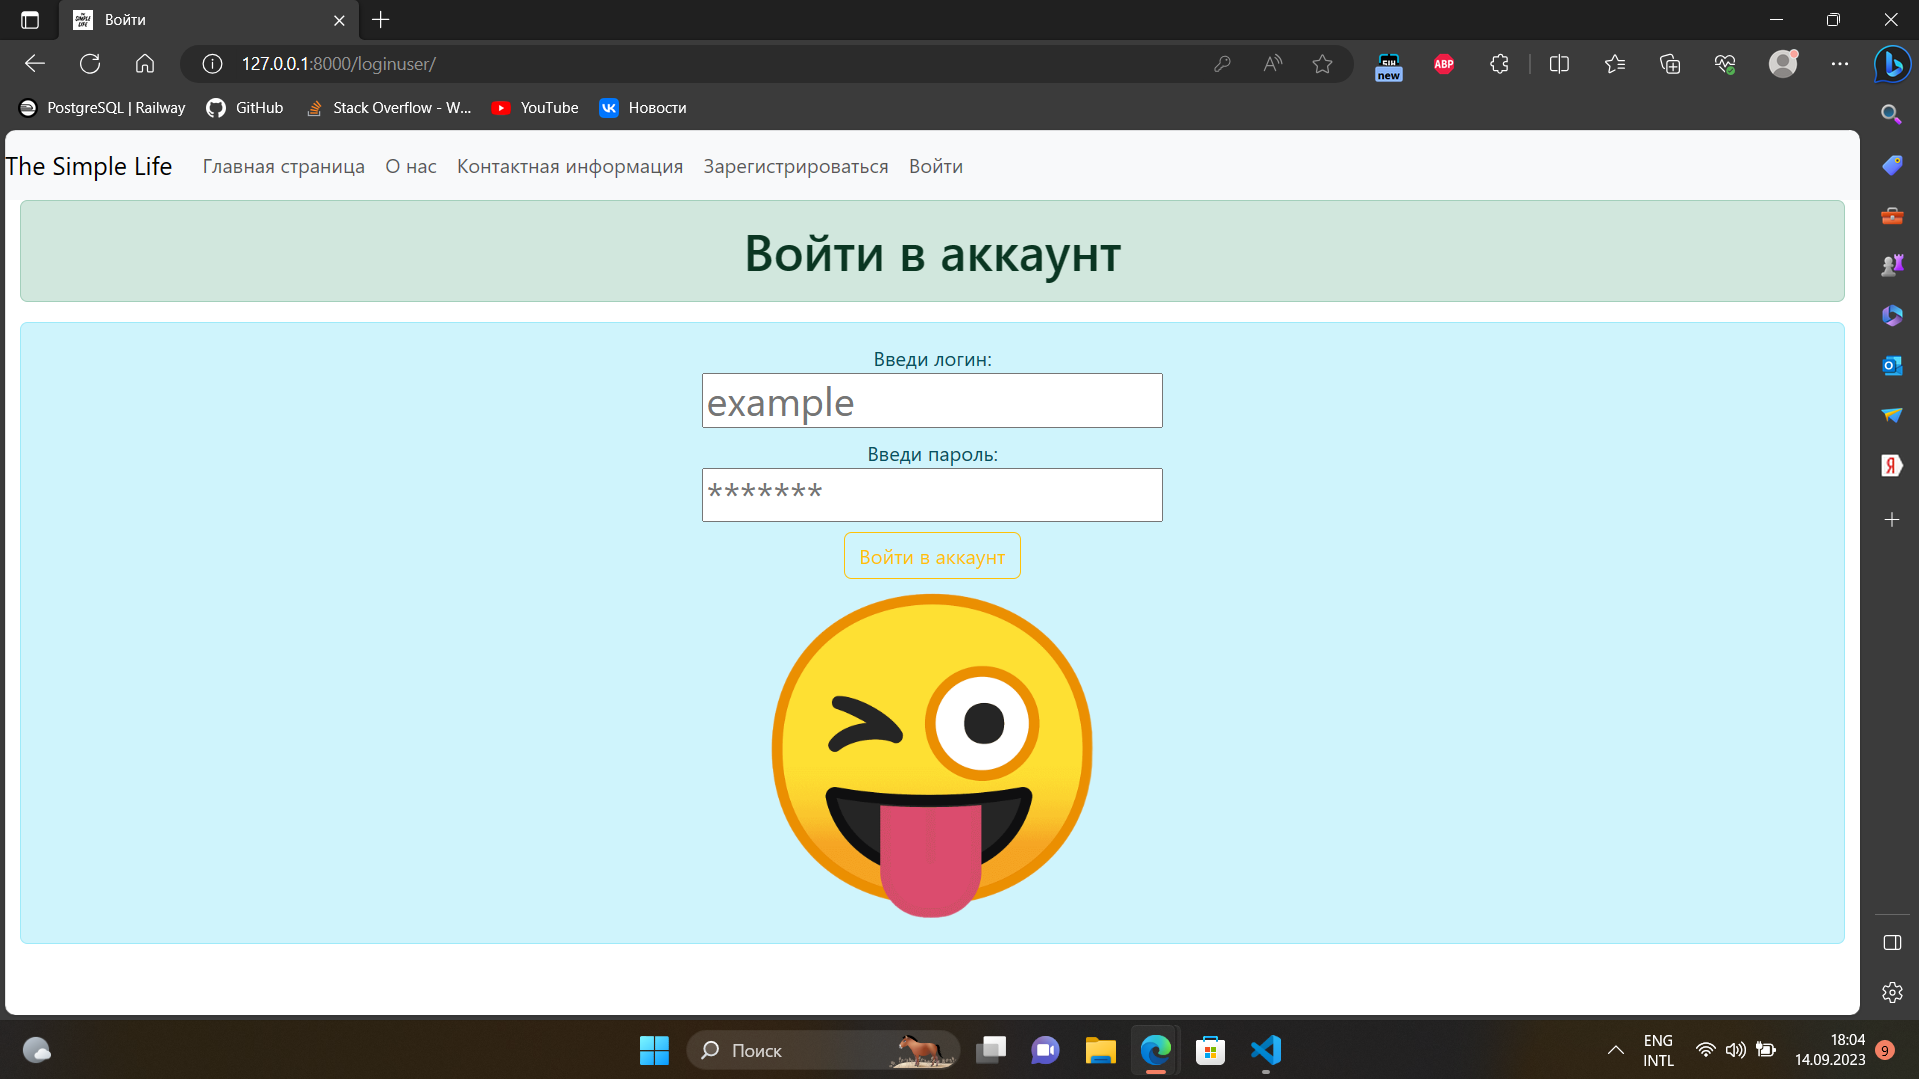 Войти
127.0.0.1:8000/loginuser/
new
ABP
PostgreSQL | Railway
GitHub
Stack Overflow - W...
YouTube
Новости
The Simple Life
Главная страница
О нас
Контактная информация
Зарегистрироваться
Войти
Войти в аккаунт
Введи логин:
example
Введи пароль:
*******
Войти в аккаунт
Поиск
ENG
INTL
18:04
14.09.2023
9